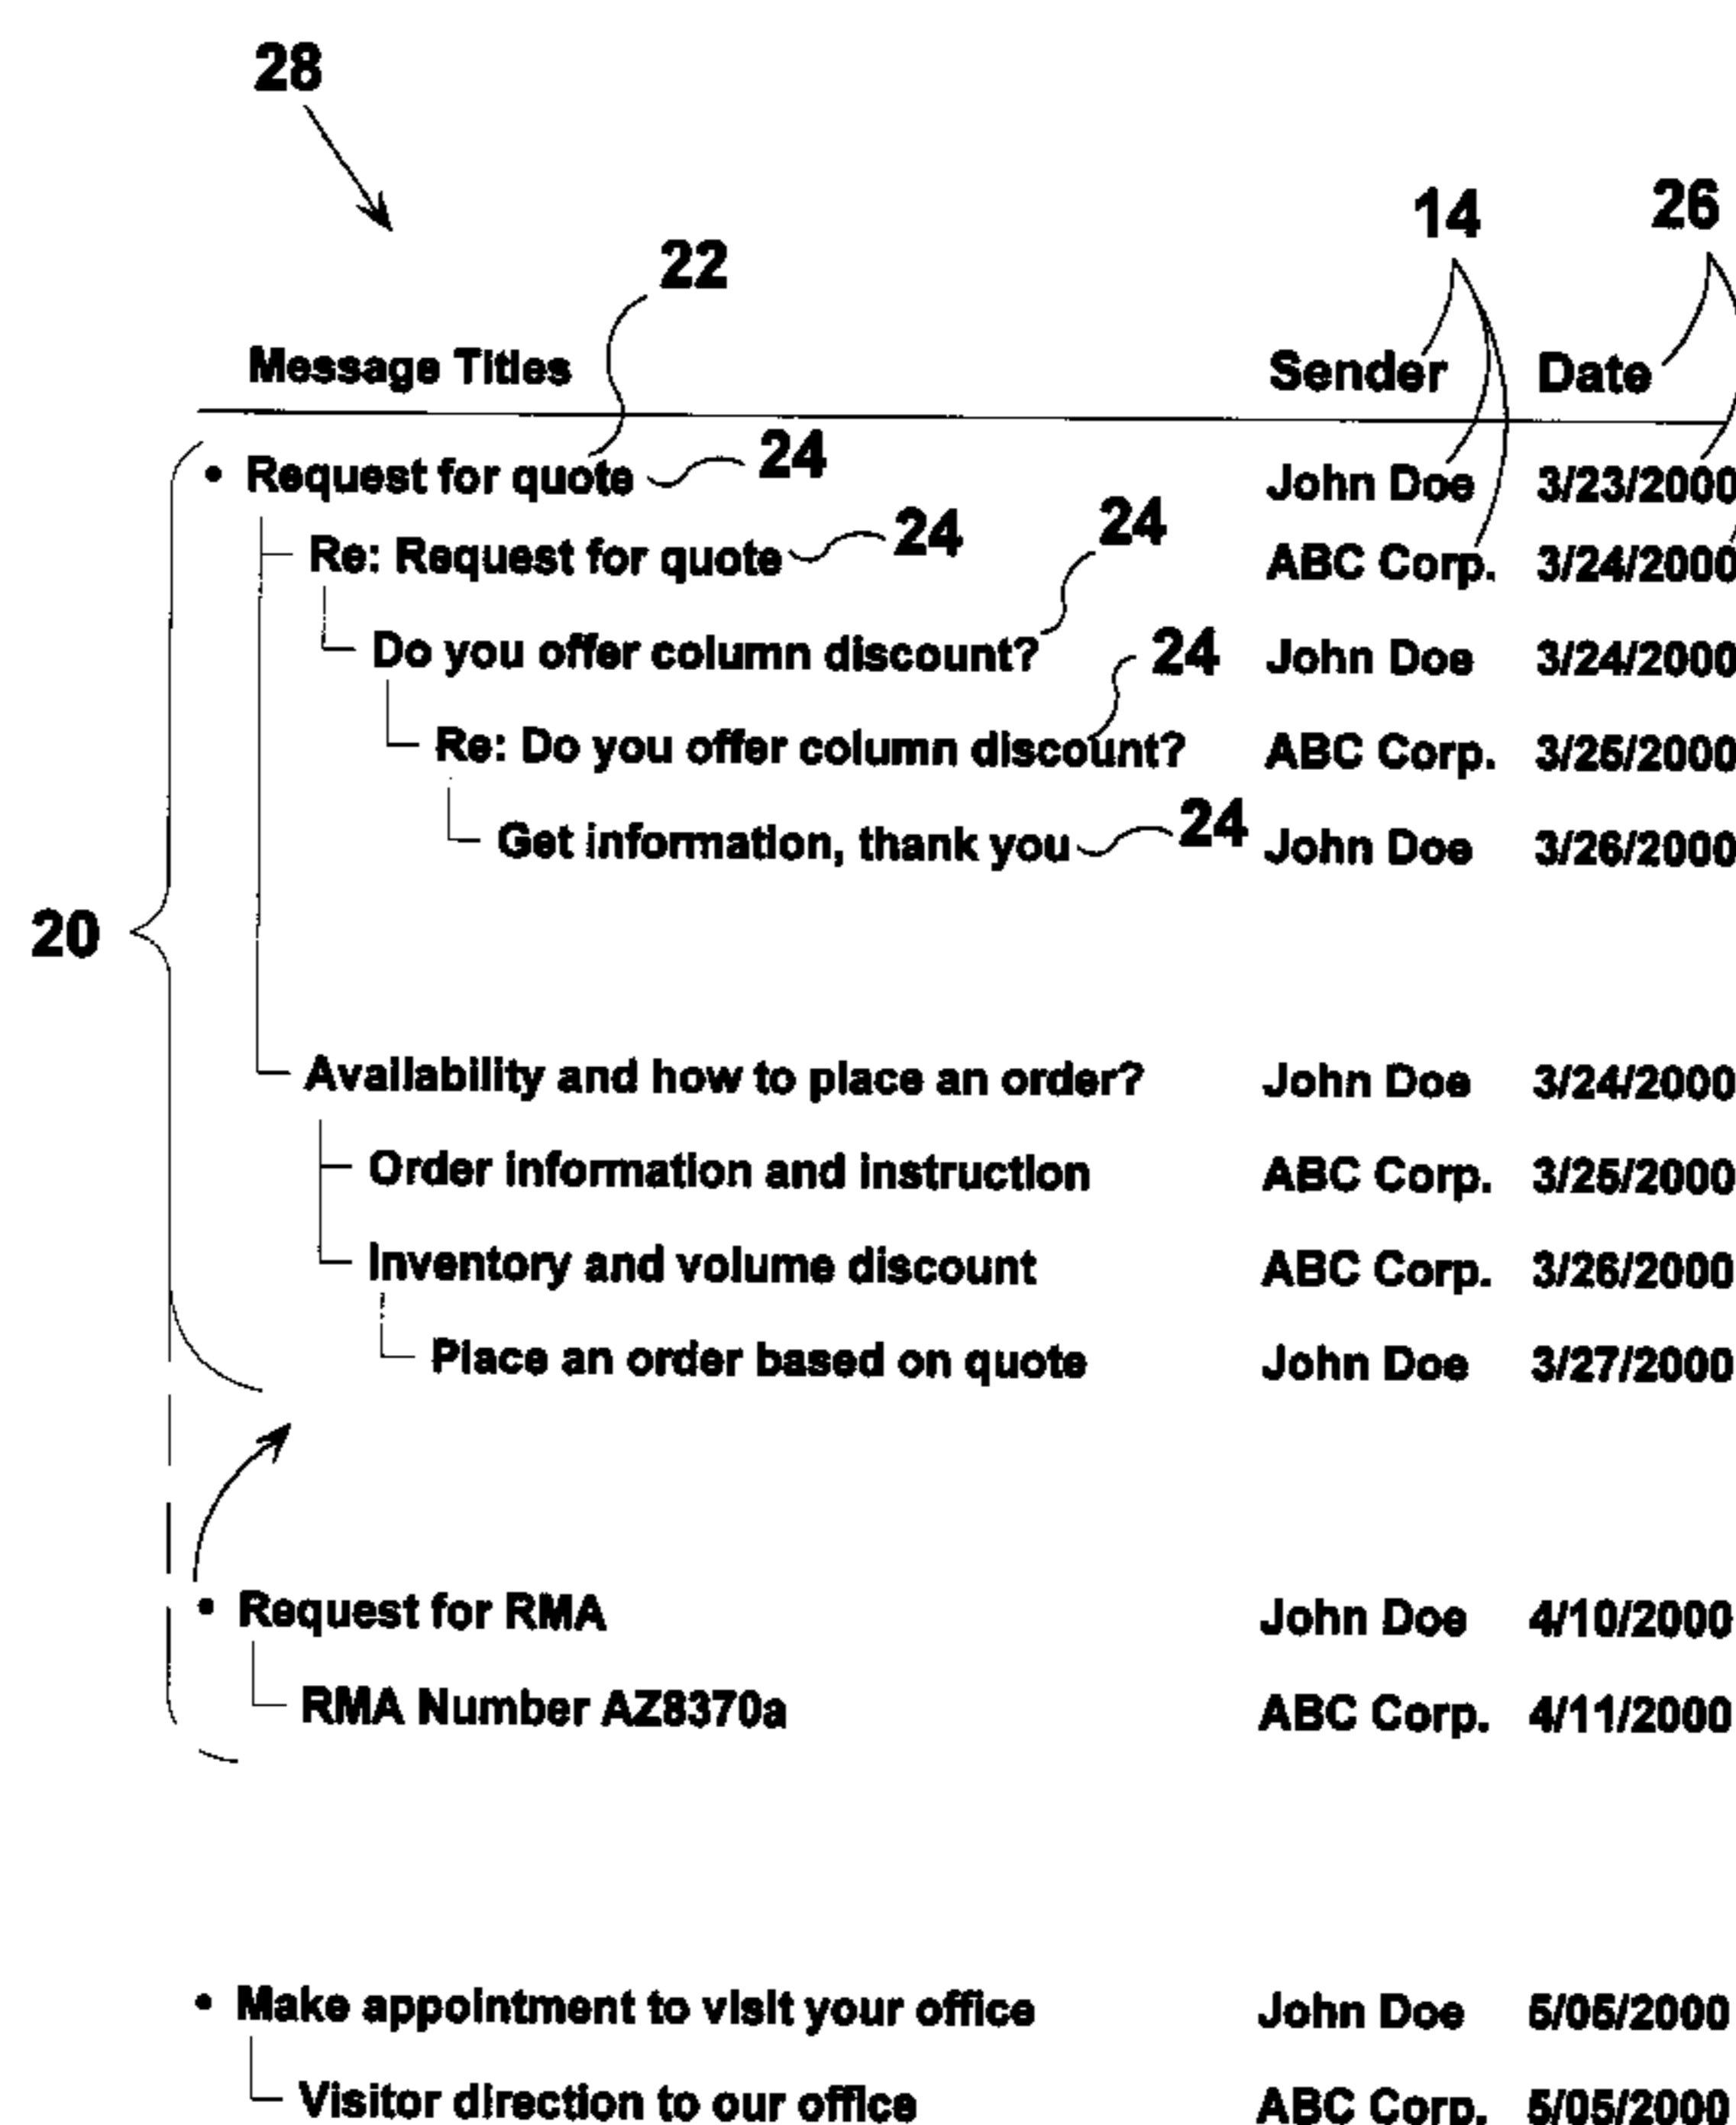 28
14 26
22
Message Titles Sender Date
• Request for quote 24 John Doe 3/23/2000
Re: Request for quote 24 24 ABC Corp. 3/24/2000
Do you offer column discount? 24 John Doe 3/24/2000
Re: Do you offer column discount? ABC Corp. 3/25/2000
Get information, thank you 24 John Doe 3/26/2000
20
Availability and how to place an order? John Doe 3/24/2000
Order information and instruction ABC Corp. 3/25/2000
Inventory and volume discount ABC Corp. 3/26/2000
Place an order based on quote John Doe 3/27/2000
• Request for RMA John Doe 4/10/2000
RMA Number AZ8370a ABC Corp. 4/11/2000
• Make appointment to visit your office John Doe 5/05/2000
Visitor direction to our office ABC Corp. 5/05/2000